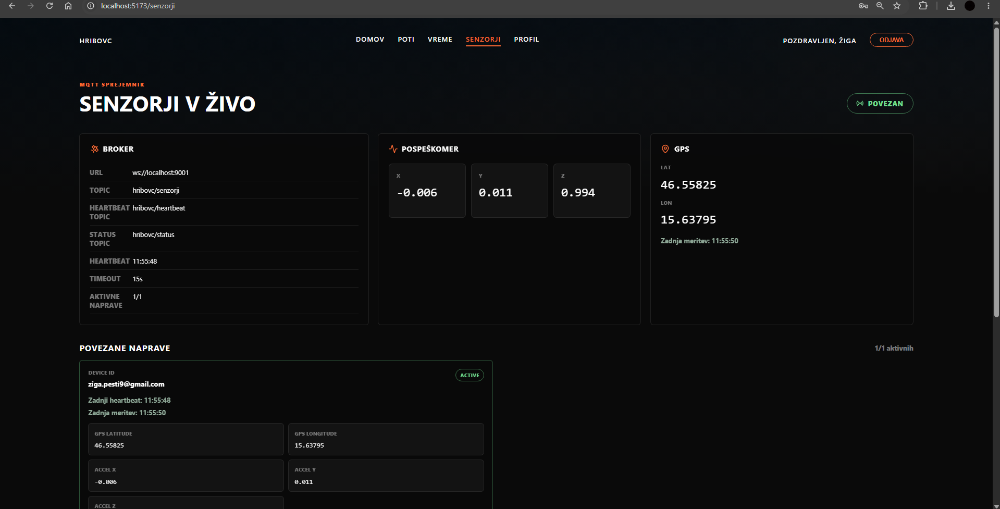 localhost:5173/senzorji
HRIBOVC
DOMOV POTI VREME SENZORJI PROFIL
POZDRAVLJEN, ŽIGA ODJAVA
MQTT SPREJEMNIK
SENZORJI V ŽIVO
POVEZAN
BROKER
URL ws://localhost:9001
TOPIC hribovc/senzorji
HEARTBEAT TOPIC hribovc/heartbeat
STATUS TOPIC hribovc/status
HEARTBEAT 11:55:48
TIMEOUT 15s
AKTIVNE NAPRAVE 1/1
POSPEŠKOMER
X
-0.006
Y
0.011
Z
0.994
GPS
LAT
46.55825
LON
15.63795
Zadnja meritev: 11:55:50
POVEZANE NAPRAVE
1/1 aktivnih
DEVICE ID
ziga.pesti9@gmail.com
ACTIVE
Zadnji heartbeat: 11:55:48
Zadnja meritev: 11:55:50
GPS LATITUDE
46.55825
GPS LONGITUDE
15.63795
ACCEL X
-0.006
ACCEL Y
0.011
ACCEL Z